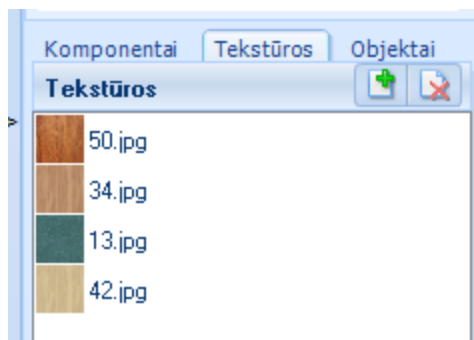 Komponentai Tekstūros Objektai
Tekstūros
50.jpg
34.jpg
13.jpg
42.jpg